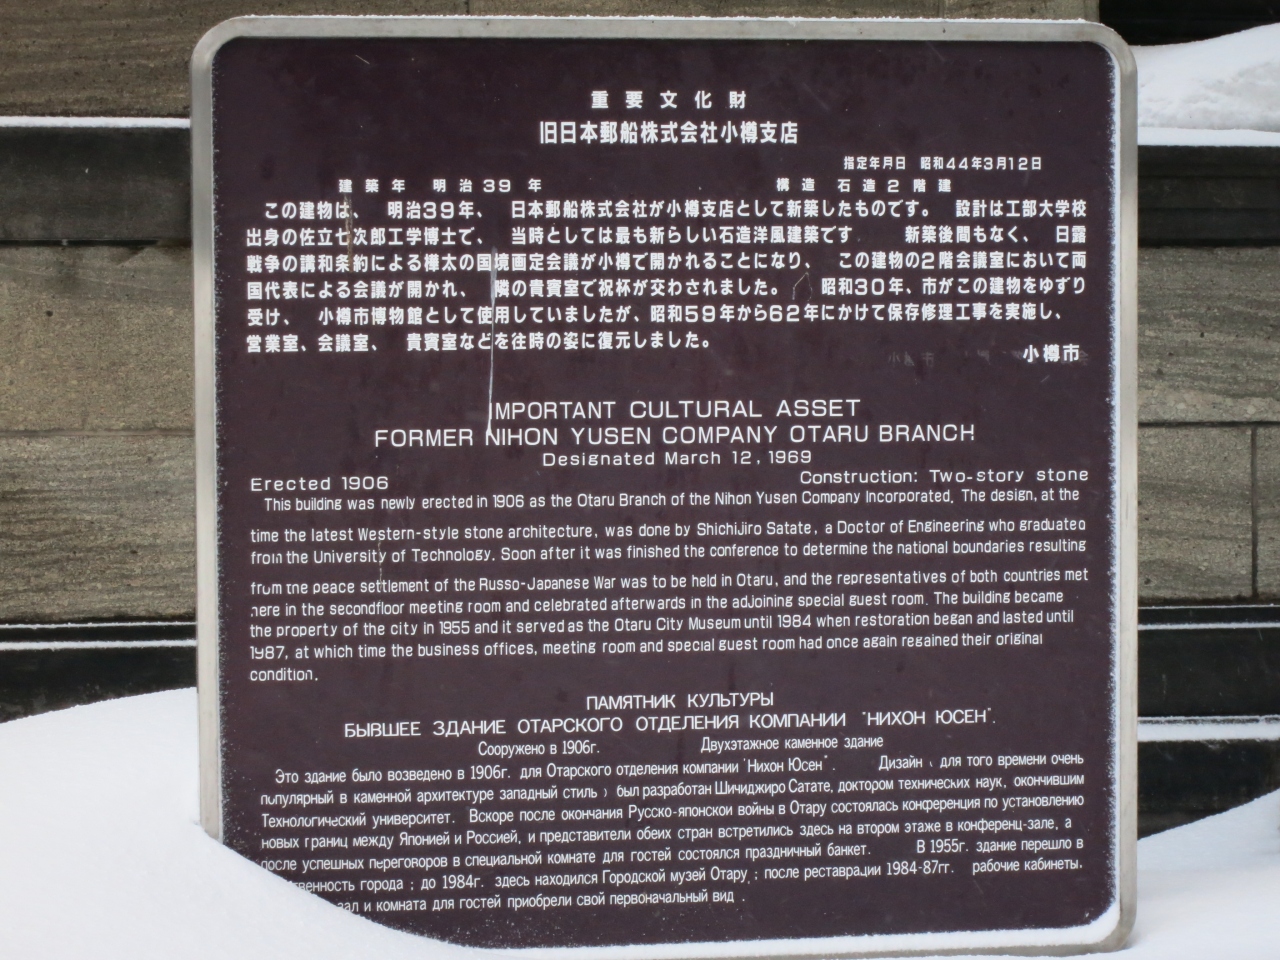 重要文化財
旧日本郵船株式会社小樽支店
指定年月日 昭和44年3月12日
建築年 明治39年 構造 石造2階建
この建物は、 明治39年、 日本郵船株式会社が小樽支店として新築したものです。 設計は工部大学校
出身の佐立七次郎工学博士で、 当時としては最も新らしい石造洋風建築です 新築後間もなく、 日露
戦争の講和条約による樺太の国境画定会議が小樽で開かれることになり、 この建物の2階会議室において両
国代表による会議が開かれ、 隣の貴賓室で祝杯が交わされました。 昭和30年、市がこの建物をゆずり
受け、 小樽市博物館として使用していましたが、昭和59年から62年にかけて保存修理工事を実施し、
営業室、会議室、 貴賓室などを往時の姿に復元しました。
小樽市
IMPORTANT CULTURAL ASSET
FORMER NIHON YUSEN COMPANY OTARU BRANCH
Designated March 12, 1969
Erected 1906 Construction: Two-story stone
This building was newly erected in 1906 as the Otaru Branch of the Nihon Yusen Company Incorporated. The design, at the
time the latest Western-style stone architecture, was done by Shichijiro Satate, a Doctor of Engineering who graduated
from the University of Technology. Soon after it was finished the conference to determine the national boundaries resulting
from the peace settlement of the Russo-Japanese War was to be held in Otaru, and the representatives of both countries met
here in the secondfloor meeting room and celebrated afterwards in the adjoining special guest room. The building became
the property of the city in 1955 and it served as the Otaru City Museum until 1984 when restoration began and lasted until
1987, at which time the business offices, meeting room and special guest room had once again regained their original
condition.
ПАМЯТНИК КУЛЬТУРЫ
БЫВШЕЕ ЗДАНИЕ ОТАРСКОГО ОТДЕЛЕНИЯ КОМПАНИИ "НИХОН ЮСЕН".
Сооружено в 1906г. Двухэтажное каменное здание
Это здание было возведено в 1906г. для Отарского отделения компании "Нихон Юсен". Дизайн , для того времени очень
популярный в каменной архитектуре западный стиль ) был разработан Шичиджиро Сатате, доктором технических наук, окончившим
Технологический университет. Вскоре после окончания Русско-японской войны в Отару состоялась конференция по установлению
новых границ между Японией и Россией, и представители обеих стран встретились здесь на втором этаже в конференц-зале, а
после успешных переговоров в специальной комнате для гостей состоялся праздничный банкет. В 1955г. здание перешло в
города ; до 1984г. здесь находился Городской музей Отару ; после реставрации 1984-87гг. рабочие кабинеты,
зал и комната для гостей приобрели свой первоначальный вид .